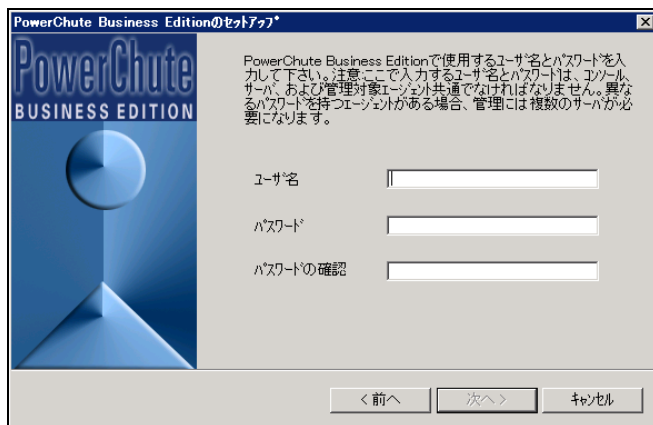 PowerChute Business Editionのｾｯﾄｱｯﾌﾟ
PowerChute
BUSINESS EDITION
PowerChute Business Editionで使用するﾕｰｻﾞ名とﾊﾟｽﾜｰﾄﾞを入
力して下さい。注意:ここで入力するﾕｰｻﾞ名とﾊﾟｽﾜｰﾄﾞは、ｺﾝｿｰﾙ、
ｻｰﾊﾞ、および管理対象ｴｰｼﾞｪﾝﾄ共通でなければなりません。異な
るﾊﾟｽﾜｰﾄﾞを持つｴｰｼﾞｪﾝﾄがある場合、管理には複数のｻｰﾊﾞが必
要になります。
ﾕｰｻﾞ名
ﾊﾟｽﾜｰﾄﾞ
ﾊﾟｽﾜｰﾄﾞの確認
< 前へ
次へ >
ｷｬﾝｾﾙ